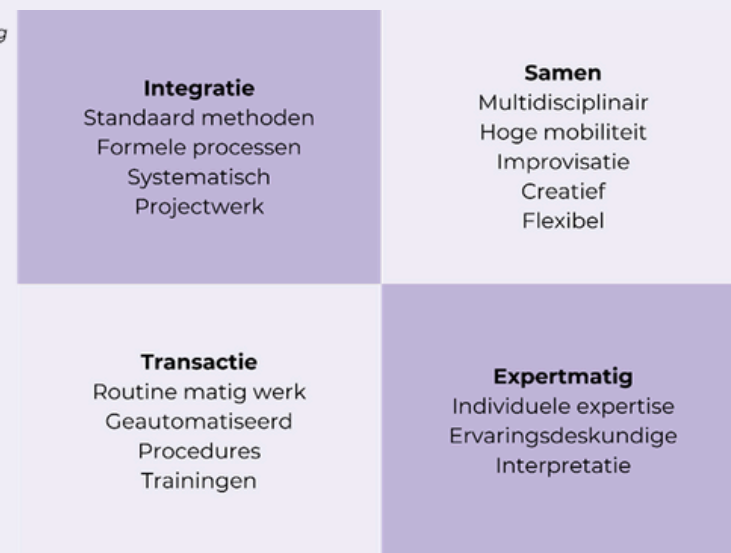 Integratie
Standaard methoden
Formele processen
Systematisch
Projectwerk
Samen
Multidisciplinair
Hoge mobiliteit
Improvisatie
Creatief
Flexibel
Transactie
Routine matig werk
Geautomatiseerd
Procedures
Trainingen
Expertmatig
Individuele expertise
Ervaringsdeskundige
Interpretatie